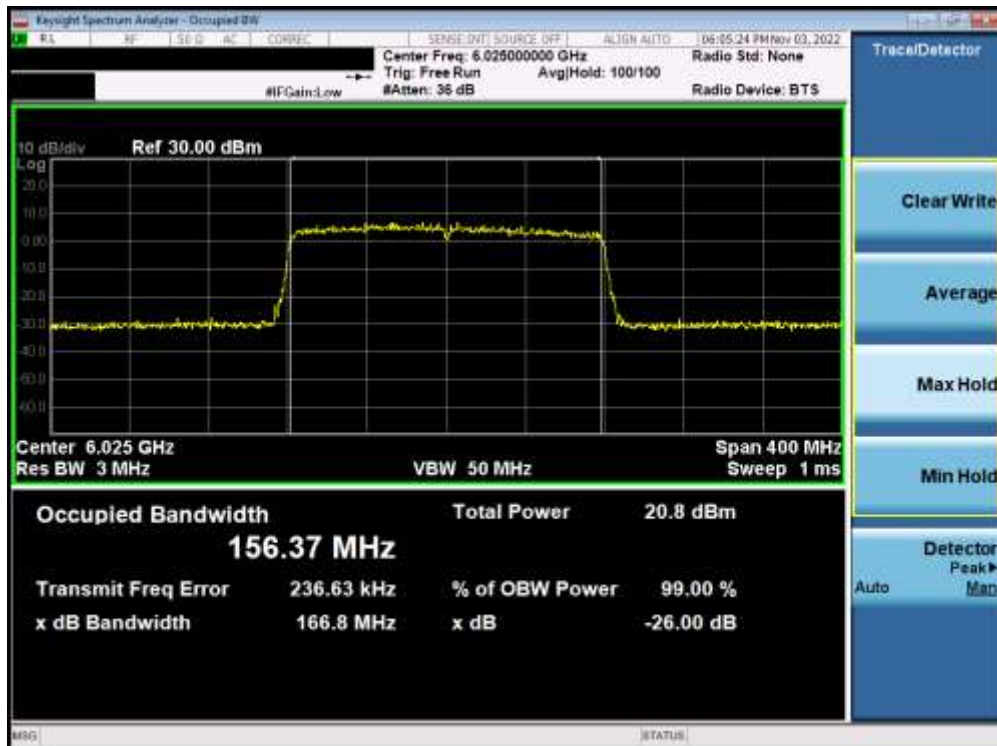 Keysight Spectrum Analyzer - Occupied BW
RL RF 50 Ω AC CORREC SENSE:INT SOURCE OFF ALIGN AUTO 06:05:24 PM Nov 03, 2022
Center Freq: 6.025000000 GHz Radio Std: None
Trig: Free Run Avg|Hold: 100/100
#IFGain:Low #Atten: 36 dB Radio Device: BTS
Trace/Detector
10 dB/div Ref 30.00 dBm
Log
20.0
10.0
0.00
-10.0
-20.0
-30.0
-40.0
-60.0
Center 6.025 GHz Span 400 MHz
Res BW 3 MHz VBW 50 MHz Sweep 1 ms
Occupied Bandwidth Total Power 20.8 dBm
156.37 MHz
Transmit Freq Error 236.63 kHz % of OBW Power 99.00 %
x dB Bandwidth 166.8 MHz x dB -26.00 dB
Clear Write
Average
Max Hold
Min Hold
Detector
Peak▶
Auto Man
MSG STATUS